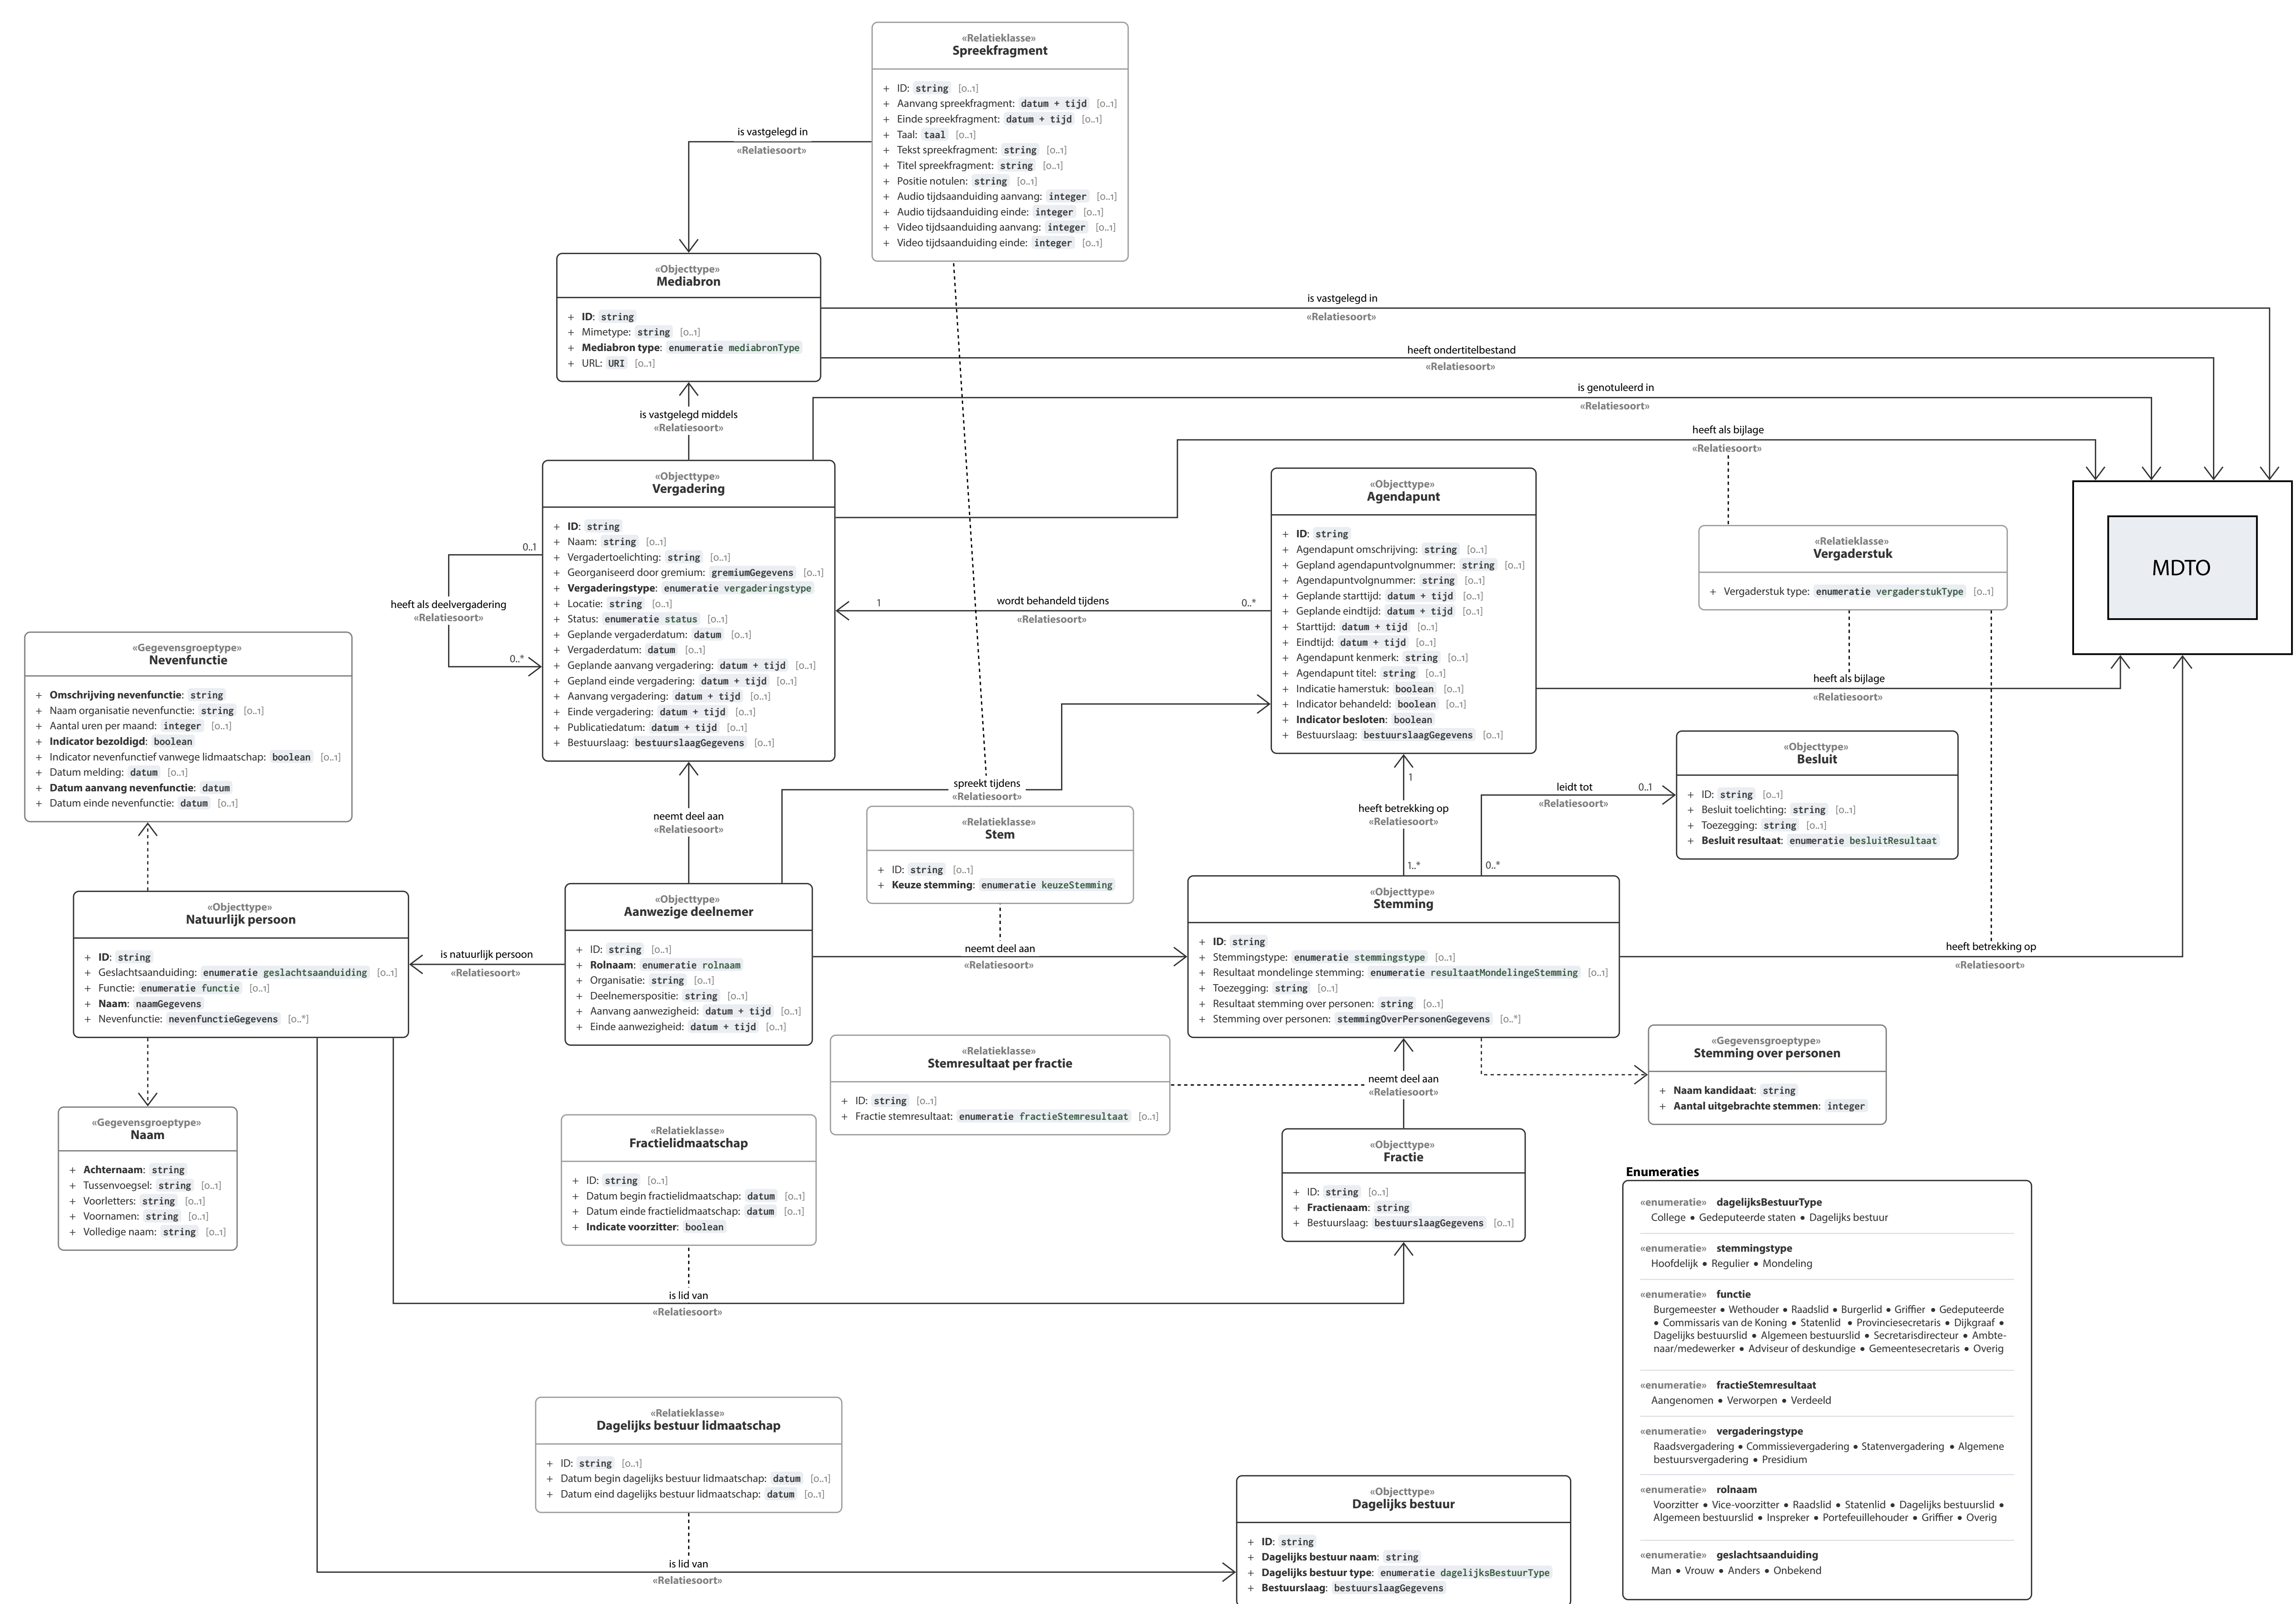 «Relatieklasse»
Spreekfragment
+ ID: string [0..1]
+ Aanvang spreekfragment: datum + tijd [0..1]
+ Einde spreekfragment: datum + tijd [0..1]
+ Taal: taal [0..1]
+ Tekst spreekfragment: string [0..1]
+ Titel spreekfragment: string [0..1]
+ Positie notulen: string [0..1]
+ Audio tijdsaanduiding aanvang: integer [0..1]
+ Audio tijdsaanduiding einde: integer [0..1]
+ Video tijdsaanduiding aanvang: integer [0..1]
+ Video tijdsaanduiding einde: integer [0..1]
is vastgelegd in
«Relatiesoort»
«Objecttype»
Mediabron
+ ID: string
+ Mimetype: string [0..1]
+ Mediabron type: enumeratie mediabronType
+ URL: URI [0..1]
is vastgelegd in
«Relatiesoort»
heeft ondertitelbestand
«Relatiesoort»
is genotuleerd in
«Relatiesoort»
heeft als bijlage
«Relatiesoort»
is vastgelegd middels
«Relatiesoort»
«Objecttype»
Vergadering
+ ID: string
+ Naam: string [0..1]
+ Vergadertoelichting: string [0..1]
+ Georganiseerd door gremium: gremiumGegevens [0..1]
+ Vergaderingstype: enumeratie vergaderingstype
+ Locatie: string [0..1]
+ Status: enumeratie status [0..1]
+ Geplande vergaderdatum: datum [0..1]
+ Vergaderdatum: datum [0..1]
+ Geplande aanvang vergadering: datum + tijd [0..1]
+ Gepland einde vergadering: datum + tijd [0..1]
+ Aanvang vergadering: datum + tijd [0..1]
+ Einde vergadering: datum + tijd [0..1]
+ Publicatiedatum: datum + tijd [0..1]
+ Bestuurslaag: bestuurslaagGegevens [0..1]
0..1
heeft als deelvergadering
«Relatiesoort»
0..*
1
wordt behandeld tijdens
«Relatiesoort»
0..*
«Objecttype»
Agendapunt
+ ID: string
+ Agendapunt omschrijving: string [0..1]
+ Gepland agendapuntvolgnummer: string [0..1]
+ Agendapuntvolgnummer: string [0..1]
+ Geplande starttijd: datum + tijd [0..1]
+ Geplande eindtijd: datum + tijd [0..1]
+ Starttijd: datum + tijd [0..1]
+ Eindtijd: datum + tijd [0..1]
+ Agendapunt kenmerk: string [0..1]
+ Agendapunt titel: string [0..1]
+ Indicatie hamerstuk: boolean [0..1]
+ Indicator behandeld: boolean [0..1]
+ Indicator besloten: boolean
+ Bestuurslaag: bestuurslaagGegevens [0..1]
«Relatieklasse»
Vergaderstuk
+ Vergaderstuk type: enumeratie vergaderstukType [0..1]
MDTO
heeft als bijlage
«Relatiesoort»
«Gegevensgroeptype»
Nevenfunctie
+ Omschrijving nevenfunctie: string
+ Naam organisatie nevenfunctie: string [0..1]
+ Aantal uren per maand: integer [0..1]
+ Indicator bezoldigd: boolean
+ Indicator nevenfunctief vanwege lidmaatschap: boolean [0..1]
+ Datum melding: datum [0..1]
+ Datum aanvang nevenfunctie: datum
+ Datum einde nevenfunctie: datum [0..1]
neemt deel aan
«Relatiesoort»
spreekt tijdens
«Relatiesoort»
«Relatieklasse»
Stem
+ ID: string [0..1]
+ Keuze stemming: enumeratie keuzeStemming
1
heeft betrekking op
«Relatiesoort»
1..*
leidt tot
«Relatiesoort»
0..1
0..*
«Objecttype»
Besluit
+ ID: string [0..1]
+ Besluit toelichting: string [0..1]
+ Toezegging: string [0..1]
+ Besluit resultaat: enumeratie besluitResultaat
«Objecttype»
Natuurlijk persoon
+ ID: string
+ Geslachtsaanduiding: enumeratie geslachtsaanduiding [0..1]
+ Functie: enumeratie functie [0..1]
+ Naam: naamGegevens
+ Nevenfunctie: nevenfunctieGegevens [0..*]
is natuurlijk persoon
«Relatiesoort»
«Objecttype»
Aanwezige deelnemer
+ ID: string [0..1]
+ Rolnaam: enumeratie rolnaam
+ Organisatie: string [0..1]
+ Deelnemerspositie: string [0..1]
+ Aanvang aanwezigheid: datum + tijd [0..1]
+ Einde aanwezigheid: datum + tijd [0..1]
neemt deel aan
«Relatiesoort»
«Objecttype»
Stemming
+ ID: string
+ Stemmingstype: enumeratie stemmingstype [0..1]
+ Resultaat mondelinge stemming: enumeratie resultaatMondelingeStemming [0..1]
+ Toezegging: string [0..1]
+ Resultaat stemming over personen: string [0..1]
+ Stemming over personen: stemmingOverPersonenGegevens [0..*]
heeft betrekking op
«Relatiesoort»
«Relatieklasse»
Stemresultaat per fractie
+ ID: string [0..1]
+ Fractie stemresultaat: enumeratie fractieStemresultaat [0..1]
neemt deel aan
«Relatiesoort»
«Gegevensgroeptype»
Stemming over personen
+ Naam kandidaat: string
+ Aantal uitgebrachte stemmen: integer
«Gegevensgroeptype»
Naam
+ Achternaam: string
+ Tussenvoegsel: string [0..1]
+ Voorletters: string [0..1]
+ Voornamen: string [0..1]
+ Volledige naam: string [0..1]
«Relatieklasse»
Fractielidmaatschap
+ ID: string [0..1]
+ Datum begin fractielidmaatschap: datum [0..1]
+ Datum einde fractielidmaatschap: datum [0..1]
+ Indicate voorzitter: boolean
«Objecttype»
Fractie
+ ID: string [0..1]
+ Fractienaam: string
+ Bestuurslaag: bestuurslaagGegevens [0..1]
is lid van
«Relatiesoort»
«Relatieklasse»
Dagelijks bestuur lidmaatschap
+ ID: string [0..1]
+ Datum begin dagelijks bestuur lidmaatschap: datum [0..1]
+ Datum eind dagelijks bestuur lidmaatschap: datum [0..1]
is lid van
«Relatiesoort»
«Objecttype»
Dagelijks bestuur
+ ID: string
+ Dagelijks bestuur naam: string
+ Dagelijks bestuur type: enumeratie dagelijksBestuurType
+ Bestuurslaag: bestuurslaagGegevens
Enumeraties
«enumeratie» dagelijksBestuurType
College • Gedeputeerde staten • Dagelijks bestuur
«enumeratie» stemmingstype
Hoofdelijk • Regulier • Mondeling
«enumeratie» functie
Burgemeester • Wethouder • Raadslid • Burgerlid • Griffier • Gedeputeerde
• Commissaris van de Koning • Statenlid • Provinciesecretaris • Dijkgraaf •
Dagelijks bestuurslid • Algemeen bestuurslid • Secretarisdirecteur • Ambte-
naar/medewerker • Adviseur of deskundige • Gemeentesecretaris • Overig
«enumeratie» fractieStemresultaat
Aangenomen • Verworpen • Verdeeld
«enumeratie» vergaderingstype
Raadsvergadering • Commissievergadering • Statenvergadering • Algemene
bestuursvergadering • Presidium
«enumeratie» rolnaam
Voorzitter • Vice-voorzitter • Raadslid • Statenlid • Dagelijks bestuurslid •
Algemeen bestuurslid • Inspreker • Portefeuillehouder • Griffier • Overig
«enumeratie» geslachtsaanduiding
Man • Vrouw • Anders • Onbekend